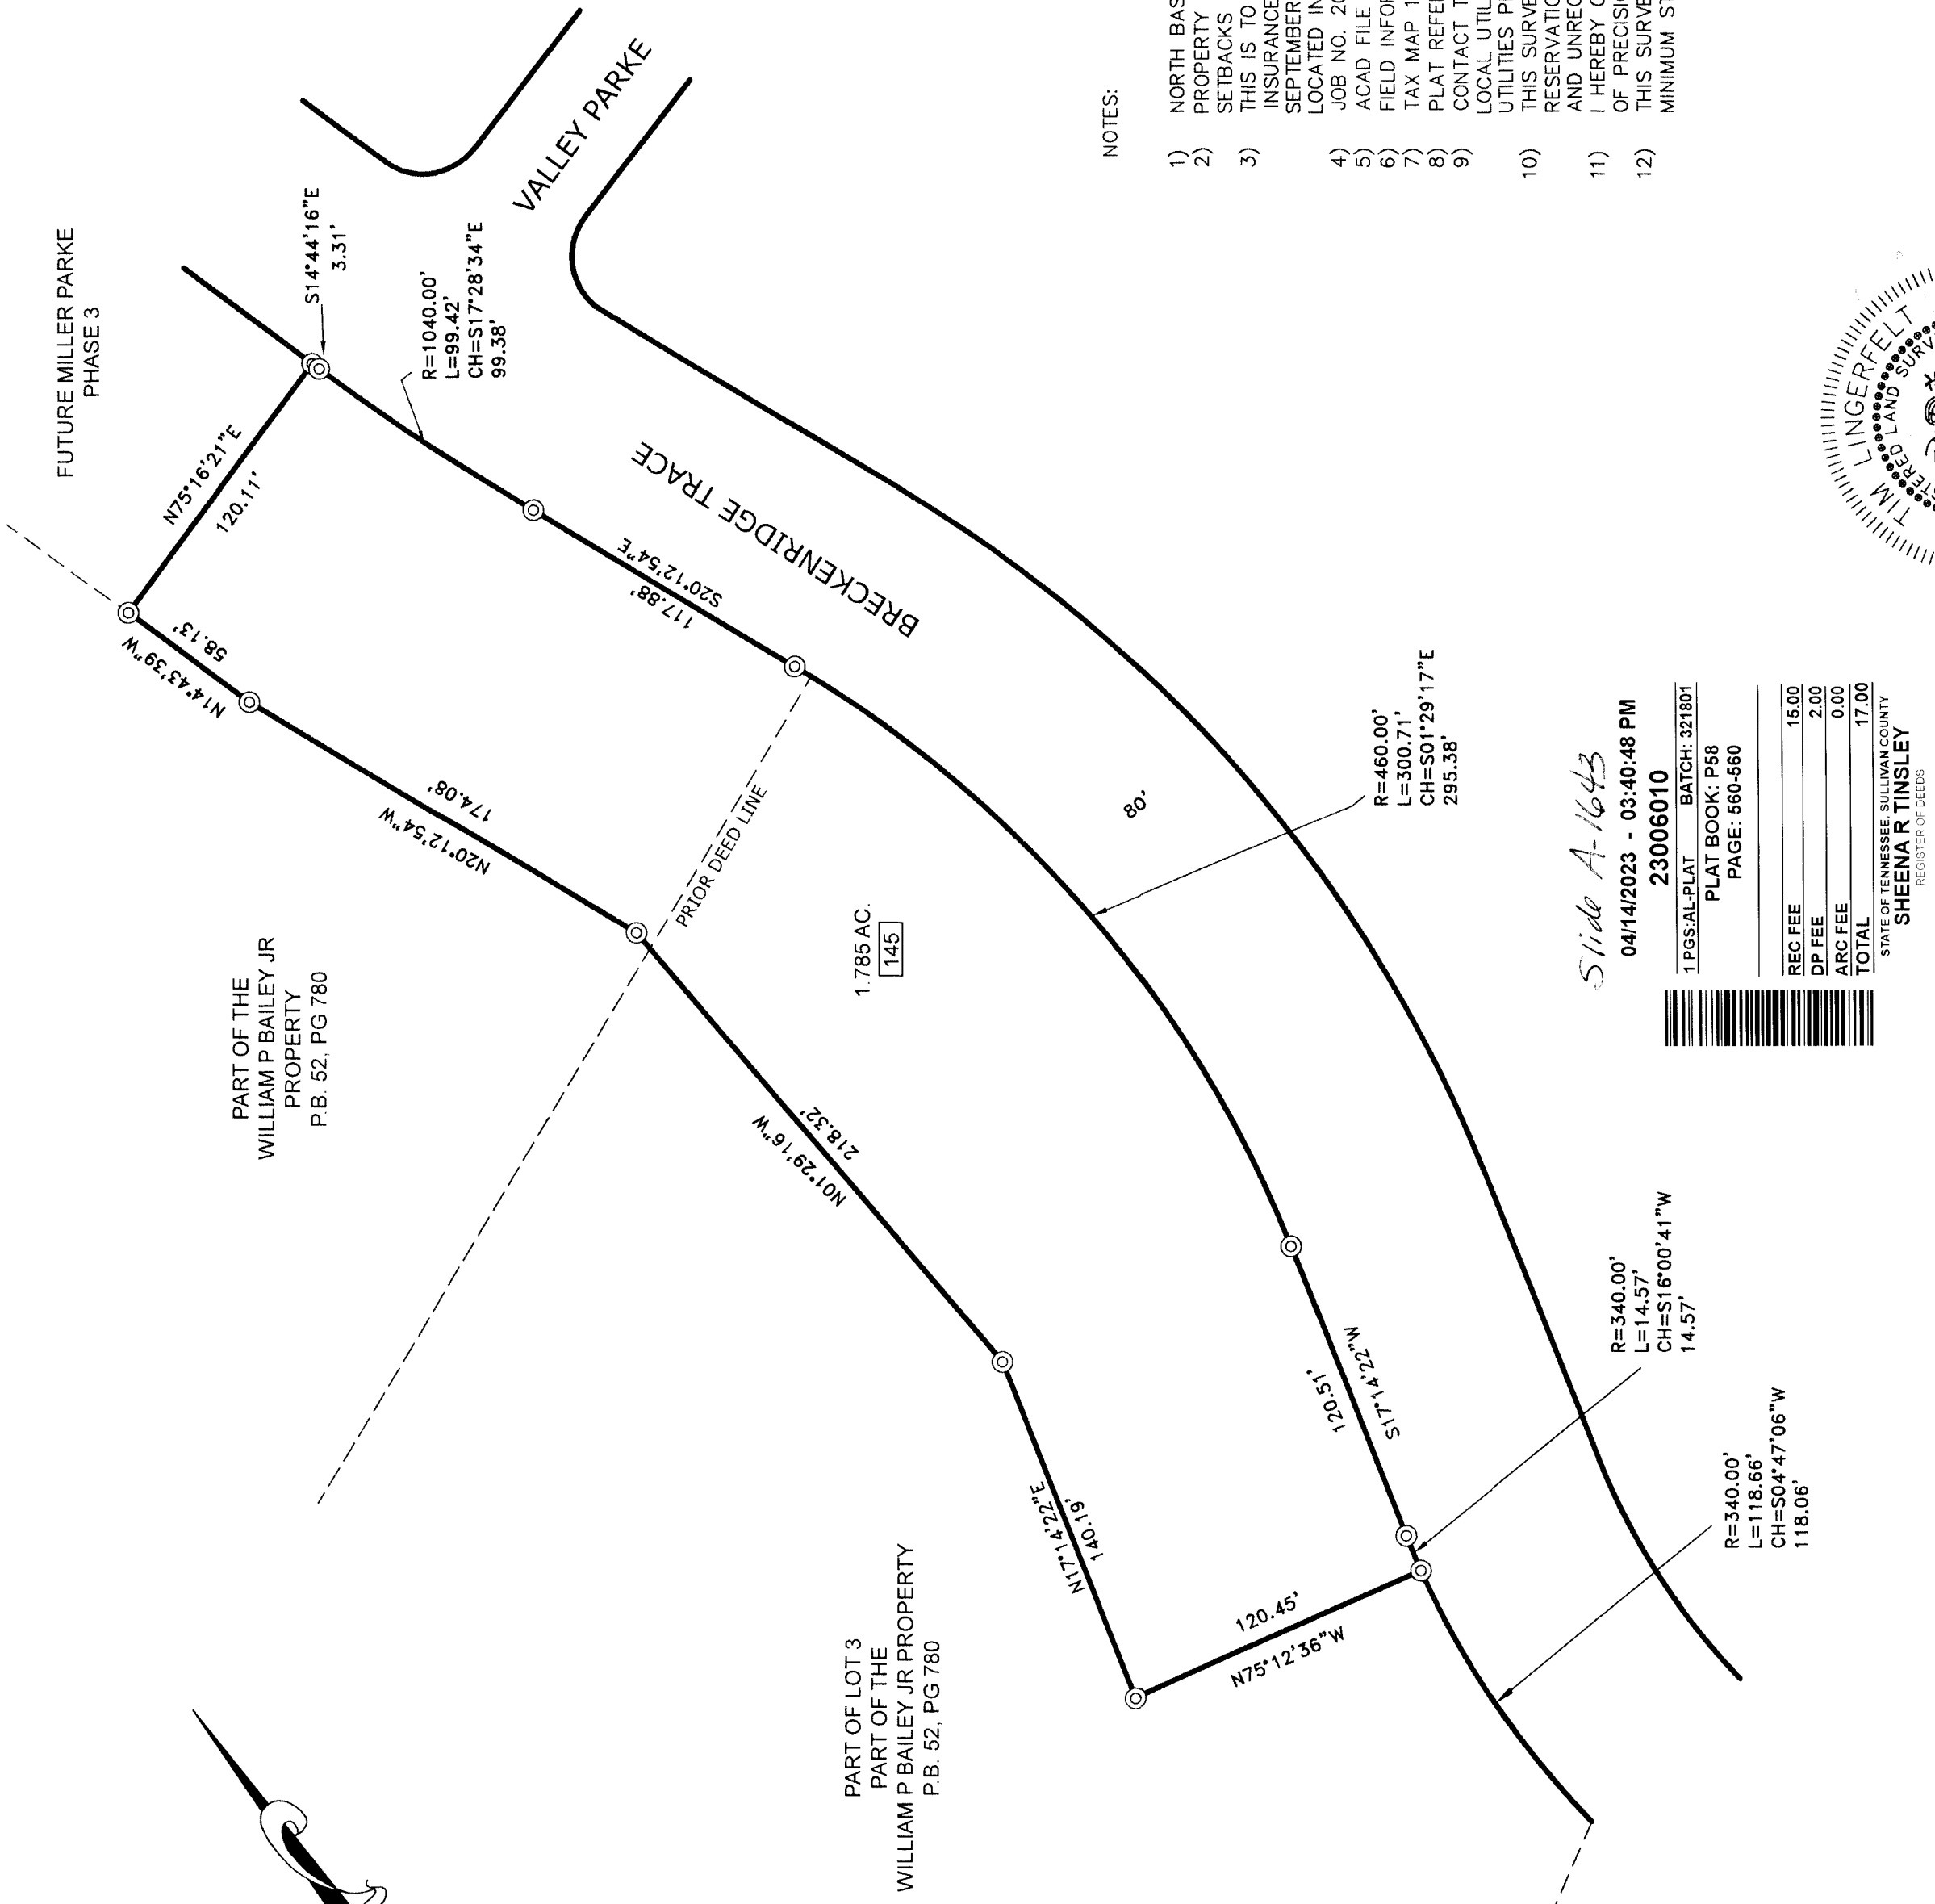 FUTURE MILLER PARKE
PHASE 3
S14°44'16"E
3.31'
R=1040.00'
L=99.42'
CH=S17°28'34"E
99.38'
VALLEY PARKE
N75°16'21"E
120.11'
N14°43'39"W
58.13'
N20°12'54"W
174.08'
S20°12'54"E
117.88'
BRECKENRIDGE TRACE
PRIOR DEED LINE
PART OF THE
WILLIAM P BAILEY JR
PROPERTY
P.B. 52, PG 780
1.785 AC.
145
80'
R=460.00'
L=300.71'
CH=S01°29'17"E
295.38'
N01°29'16"W
218.32'
N17°14'22"E
140.19'
120.51'
S17°14'22"W
120.45'
N75°12'36"W
PART OF LOT 3
PART OF THE
WILLIAM P BAILEY JR PROPERTY
P.B. 52, PG 780
R=340.00'
L=14.57'
CH=S16°00'41"W
14.57'
R=340.00'
L=118.66'
CH=S04°47'06"W
118.06'
NOTES:
1) NORTH BAS
2) PROPERTY
SETBACKS
3) THIS IS TO
INSURANCE
SEPTEMBER
LOCATED IN
4) JOB NO. 20
5) ACAD FILE
6) FIELD INFOR
7) TAX MAP 1
8) PLAT REFER
9) CONTACT T
LOCAL UTIL
UTILITIES P
10) THIS SURVE
RESERVATIO
AND UNREC
11) I HEREBY C
OF PRECISI
12) THIS SURVE
MINIMUM ST
TIM LINGERFELT
STERED LAND SURV
Slide A-1643
04/14/2023 - 03:40:48 PM
23006010
1 PGS:AL-PLAT BATCH: 321801
PLAT BOOK: P58
PAGE: 560-560
REC FEE 15.00
DP FEE 2.00
ARC FEE 0.00
TOTAL 17.00
STATE OF TENNESSEE, SULLIVAN COUNTY
SHEENA R TINSLEY
REGISTER OF DEEDS